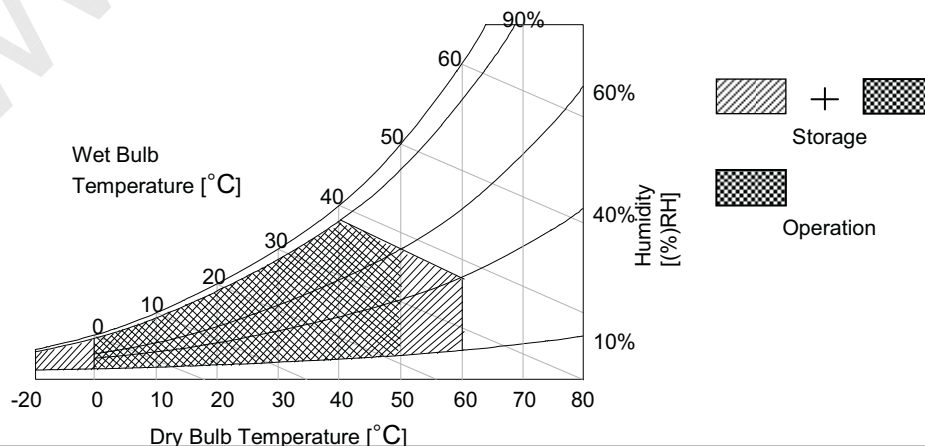 90%
60
60%
50
Wet Bulb
Temperature [°C]
40
40%
30
20
10
0
10%
Humidity
[(%)RH]
-20 0 10 20 30 40 50 60 70 80
Dry Bulb Temperature [°C]
+
Storage
Operation